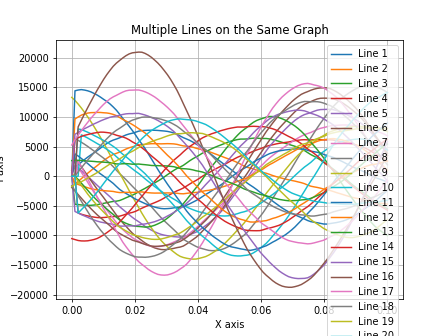 Multiple Lines on the Same Graph
20000
15000
10000
5000
0
−5000
−10000
−15000
−20000
0.00
0.02
0.04
0.06
X axis
Line 1
Line 2
Line 3
Line 4
Line 5
Line 6
Line 7
Line 8
Line 9
Line 10
Line 11
Line 12
Line 13
Line 14
Line 15
Line 16
Line 17
Line 18
Line 19